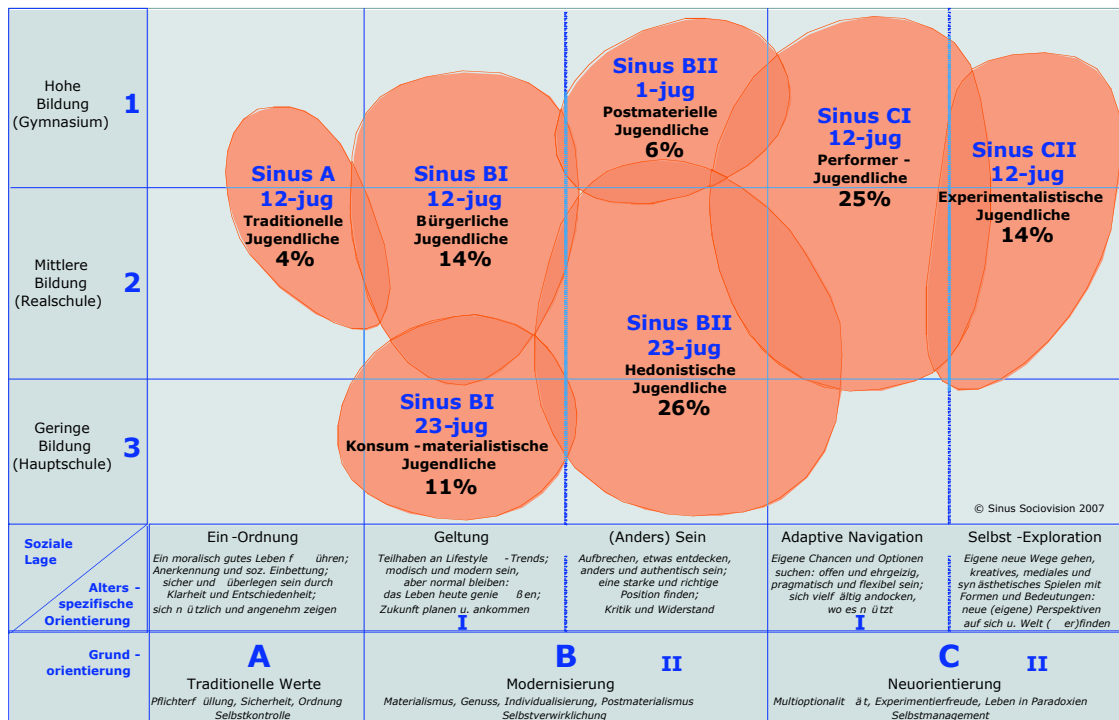 Hohe
Bildung
(Gymnasium)
1
Mittlere
Bildung
(Realschule)
2
Geringe
Bildung
(Hauptschule)
3
Sinus A
12-jug
Traditionelle
Jugendliche
4%
Sinus BI
12-jug
Bürgerliche
Jugendliche
14%
Sinus BII
1-jug
Postmaterielle
Jugendliche
6%
Sinus CI
12-jug
Performer -
Jugendliche
25%
Sinus CII
12-jug
Experimentalistische
Jugendliche
14%
Sinus BI
23-jug
Konsum -materialistische
Jugendliche
11%
Sinus BII
23-jug
Hedonistische
Jugendliche
26%
© Sinus Sociovision 2007
Soziale
Lage
Alters -
spezifische
Orientierung
Ein -Ordnung
Ein moralisch gutes Leben f ühren;
Anerkennung und soz. Einbettung;
sicher und überlegen sein durch
Klarheit und Entschiedenheit;
sich n ützlich und angenehm zeigen
Geltung
Teilhaben an Lifestyle -Trends;
modisch und modern sein,
aber normal bleiben:
das Leben heute genie ßen;
Zukunft planen u. ankommen
I
(Anders) Sein
Aufbrechen, etwas entdecken,
anders und authentisch sein;
eine starke und richtige
Position finden;
Kritik und Widerstand
Adaptive Navigation
Eigene Chancen und Optionen
suchen: offen und ehrgeizig,
pragmatisch und flexibel sein;
sich vielf ältig andocken,
wo es n ützt
I
Selbst -Exploration
Eigene neue Wege gehen,
kreatives, mediales und
syn ästhetisches Spielen mit
Formen und Bedeutungen:
neue (eigene) Perspektiven
auf sich u. Welt ( er)finden
Grund -
orientierung
A
Traditionelle Werte
Pflichterf üllung, Sicherheit, Ordnung
Selbstkontrolle
B
II
Modernisierung
Materialismus, Genuss, Individualisierung, Postmaterialismus
Selbstverwirklichung
C
II
Neuorientierung
Multioptionalit ät, Experimentierfreude, Leben in Paradoxien
Selbstmanagement